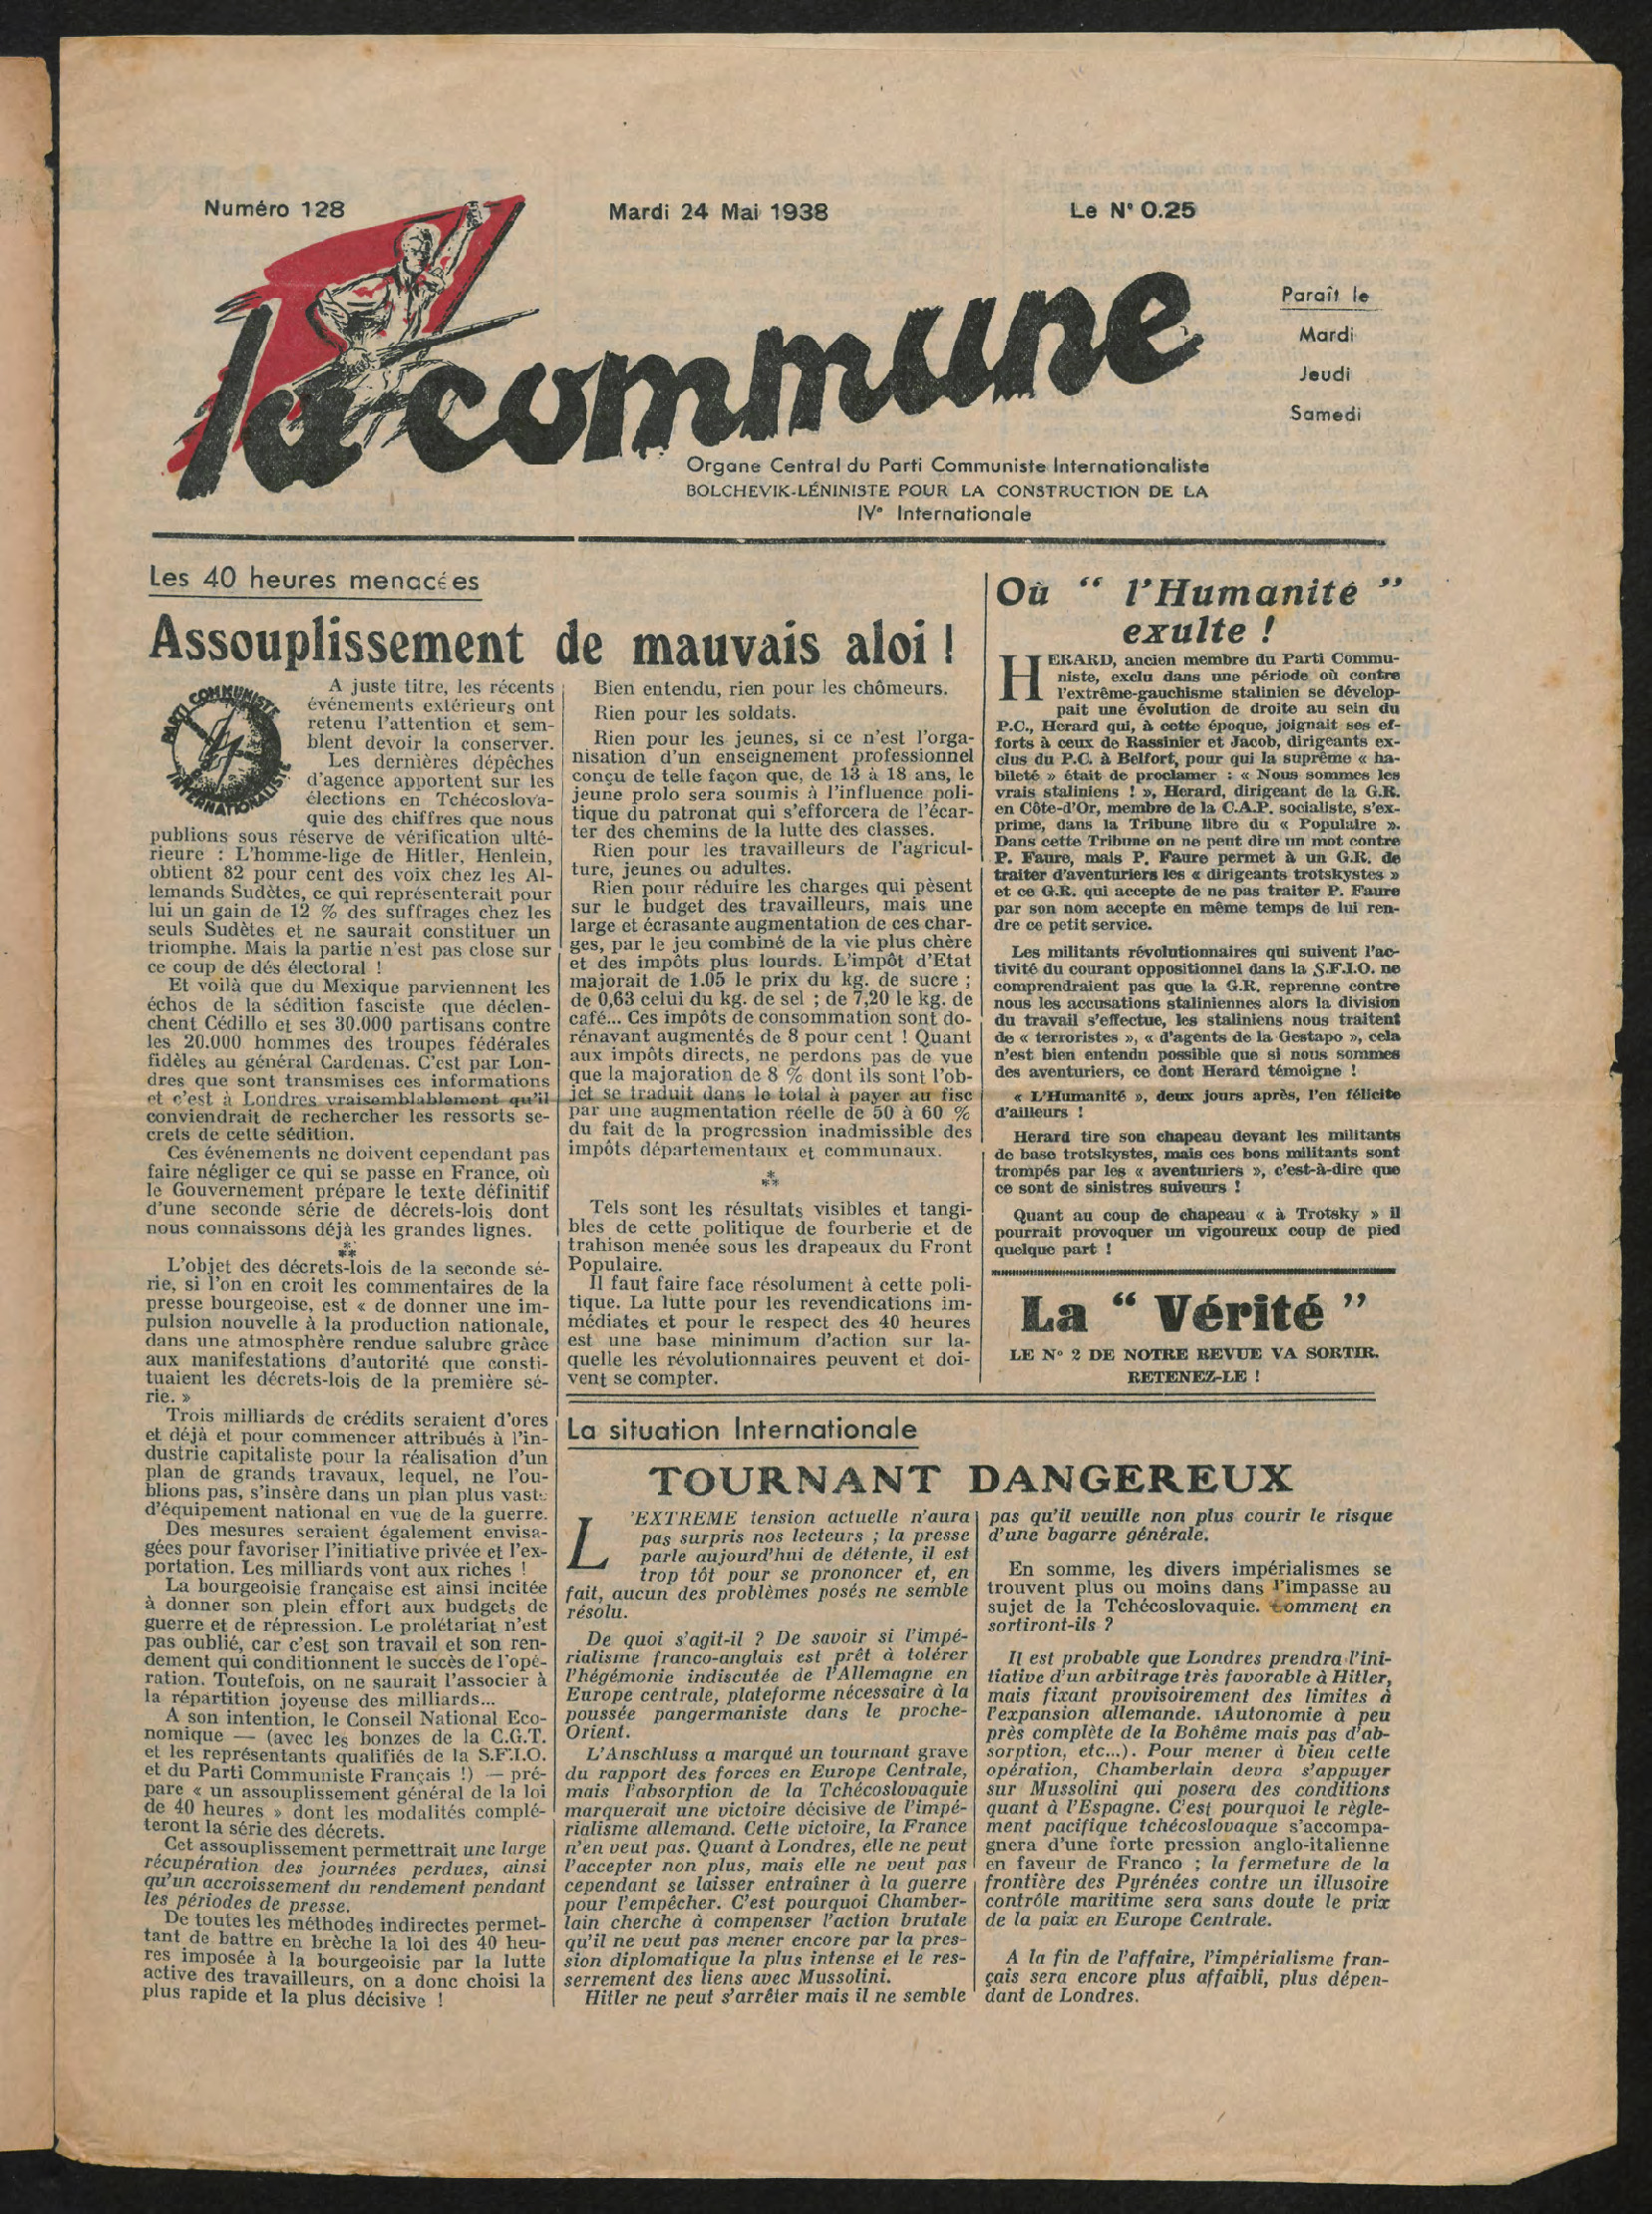 Numéro 128
Mardi 24 Mai 1938
Le N° 0.25
la commune
Paraît le
Mardi
Jeudi
Samedi
Organe Central du Parti Communiste Internationaliste
BOLCHEVIK-LÉNINISTE POUR LA CONSTRUCTION DE LA
IVe Internationale
Les 40 heures menacées
Assouplissement de mauvais aloi !
PARTI COMMUNISTE
INTERNATIONALISTE
A juste titre, les récents
événements extérieurs ont
retenu l'attention et sem-
blent devoir la conserver.
Les dernières dépêches
d'agence apportent sur les
élections en Tchécoslova-
quie des chiffres que nous
publions sous réserve de vérification ulté-
rieure : L'homme-lige de Hitler, Henlein,
obtient 82 pour cent des voix chez les Al-
lemands Sudètes, ce qui représenterait pour
lui un gain de 12 % des suffrages chez les
seuls Sudètes et ne saurait constituer un
triomphe. Mais la partie n'est pas close sur
ce coup de dés électoral !
Et voilà que du Mexique parviennent les
échos de la sédition fasciste que déclen-
chent Cédillo et ses 30.000 partisans contre
les 20.000 hommes des troupes fédérales
fidèles au général Cardenas. C'est par Lon-
dres que sont transmises ces informations
et c'est à Londres vraisemblablement qu'il
conviendrait de rechercher les ressorts se-
crets de cette sédition.
Ces événements ne doivent cependant pas
faire négliger ce qui se passe en France, où
le Gouvernement prépare le texte définitif
d'une seconde série de décrets-lois dont
nous connaissons déjà les grandes lignes.
***
L'objet des décrets-lois de la seconde sé-
rie, si l'on en croit les commentaires de la
presse bourgeoise, est « de donner une im-
pulsion nouvelle à la production nationale,
dans une atmosphère rendue salubre grâce
aux manifestations d'autorité que consti-
tuaient les décrets-lois de la première sé-
rie. »
Trois milliards de crédits seraient d'ores
et déjà et pour commencer attribués à l'in-
dustrie capitaliste pour la réalisation d'un
plan de grands travaux, lequel, ne l'ou-
blions pas, s'insère dans un plan plus vaste
d'équipement national en vue de la guerre.
Des mesures seraient également envisa-
gées pour favoriser l'initiative privée et l'ex-
portation. Les milliards vont aux riches !
La bourgeoisie française est ainsi incitée
à donner son plein effort aux budgets de
guerre et de répression. Le prolétariat n'est
pas oublié, car c'est son travail et son ren-
dement qui conditionnent le succès de l'opé-
ration. Toutefois, on ne saurait l'associer à
la répartition joyeuse des milliards...
A son intention, le Conseil National Eco-
nomique — (avec les bonzes de la C.G.T.
et les représentants qualifiés de la S.F.I.O.
et du Parti Communiste Français !) — pré-
pare « un assouplissement général de la loi
de 40 heures » dont les modalités complé-
teront la série des décrets.
Cet assouplissement permettrait une large
récupération des journées perdues, ainsi
qu'un accroissement du rendement pendant
les périodes de presse.
De toutes les méthodes indirectes permet-
tant de battre en brèche la loi des 40 heu-
res imposée à la bourgeoisie par la lutte
active des travailleurs, on a donc choisi la
plus rapide et la plus décisive !
Bien entendu, rien pour les chômeurs.
Rien pour les soldats.
Rien pour les jeunes, si ce n'est l'orga-
nisation d'un enseignement professionnel
conçu de telle façon que, de 13 à 18 ans, le
jeune prolo sera soumis à l'influence poli-
tique du patronat qui s'efforcera de l'écar-
ter des chemins de la lutte des classes.
Rien pour les travailleurs de l'agricul-
ture, jeunes ou adultes.
Rien pour réduire les charges qui pèsent
sur le budget des travailleurs, mais une
large et écrasante augmentation de ces char-
ges, par le jeu combiné de la vie plus chère
et des impôts plus lourds. L'impôt d'Etat
majorait de 1.05 le prix du kg. de sucre ;
de 0,63 celui du kg. de sel ; de 7,20 le kg. de
café... Ces impôts de consommation sont do-
rénavant augmentés de 8 pour cent ! Quant
aux impôts directs, ne perdons pas de vue
que la majoration de 8 % dont ils sont l'ob-
jet se traduit dans le total à payer au fisc
par une augmentation réelle de 50 à 60 %
du fait de la progression inadmissible des
impôts départementaux et communaux.
***
Tels sont les résultats visibles et tangi-
bles de cette politique de fourberie et de
trahison menée sous les drapeaux du Front
Populaire.
Il faut faire face résolument à cette poli-
tique. La lutte pour les revendications im-
médiates et pour le respect des 40 heures
est une base minimum d'action sur la-
quelle les révolutionnaires peuvent et doi-
vent se compter.
Où " l'Humanité "
exulte !
HERARD, ancien membre du Parti Commu-
niste, exclu dans une période où contre
l'extrême-gauchisme stalinien se dévelop-
pait une évolution de droite au sein du
P.C., Herard qui, à cette époque, joignait ses ef-
forts à ceux de Rassinier et Jacob, dirigeants ex-
clus du P.C. à Belfort, pour qui la suprême « ha-
bileté » était de proclamer : « Nous sommes les
vrais staliniens ! », Herard, dirigeant de la G.R.
en Côte-d'Or, membre de la C.A.P. socialiste, s'ex-
prime, dans la Tribune libre du « Populaire ».
Dans cette Tribune on ne peut dire un mot contre
P. Faure, mais P. Faure permet à un G.R. de
traiter d'aventuriers les « dirigeants trotskystes »
et ce G.R. qui accepte de ne pas traiter P. Faure
par son nom accepte en même temps de lui ren-
dre ce petit service.
Les militants révolutionnaires qui suivent l'ac-
tivité du courant oppositionnel dans la S.F.I.O. ne
comprendraient pas que la G.R. reprenne contre
nous les accusations staliniennes alors la division
du travail s'effectue, les staliniens nous traitent
de « terroristes », « d'agents de la Gestapo », cela
n'est bien entendu possible que si nous sommes
des aventuriers, ce dont Herard témoigne !
« L'Humanité », deux jours après, l'en félicite
d'ailleurs !
Herard tire son chapeau devant les militants
de base trotskystes, mais ces bons militants sont
trompés par les « aventuriers », c'est-à-dire que
ce sont de sinistres suiveurs !
Quant au coup de chapeau « à Trotsky » il
pourrait provoquer un vigoureux coup de pied
quelque part !
La " Vérité "
LE N° 2 DE NOTRE REVUE VA SORTIR.
RETENEZ-LE !
La situation Internationale
TOURNANT DANGEREUX
L'EXTREME tension actuelle n'aura
pas surpris nos lecteurs ; la presse
parle aujourd'hui de détente, il est
trop tôt pour se prononcer et, en
fait, aucun des problèmes posés ne semble
résolu.
De quoi s'agit-il ? De savoir si l'impé-
rialisme franco-anglais est prêt à tolérer
l'hégémonie indiscutée de l'Allemagne en
Europe centrale, plateforme nécessaire à la
poussée pangermaniste dans le proche-
Orient.
L'Anschluss a marqué un tournant grave
du rapport des forces en Europe Centrale,
mais l'absorption de la Tchécoslovaquie
marquerait une victoire décisive de l'impé-
rialisme allemand. Cette victoire, la France
n'en veut pas. Quant à Londres, elle ne peut
l'accepter non plus, mais elle ne veut pas
cependant se laisser entraîner à la guerre
pour l'empêcher. C'est pourquoi Chamber-
lain cherche à compenser l'action brutale
qu'il ne veut pas mener encore par la pres-
sion diplomatique la plus intense et le res-
serrement des liens avec Mussolini.
Hitler ne peut s'arrêter mais il ne semble
pas qu'il veuille non plus courir le risque
d'une bagarre générale.
En somme, les divers impérialismes se
trouvent plus ou moins dans l'impasse au
sujet de la Tchécoslovaquie. Comment en
sortiront-ils ?
Il est probable que Londres prendra l'ini-
tiative d'un arbitrage très favorable à Hitler,
mais fixant provisoirement des limites à
l'expansion allemande. (Autonomie à peu
près complète de la Bohême mais pas d'ab-
sorption, etc...). Pour mener à bien cette
opération, Chamberlain devra s'appuyer
sur Mussolini qui posera des conditions
quant à l'Espagne. C'est pourquoi le règle-
ment pacifique tchécoslovaque s'accompa-
gnera d'une forte pression anglo-italienne
en faveur de Franco ; la fermeture de la
frontière des Pyrénées contre un illusoire
contrôle maritime sera sans doute le prix
de la paix en Europe Centrale.
A la fin de l'affaire, l'impérialisme fran-
çais sera encore plus affaibli, plus dépen-
dant de Londres.